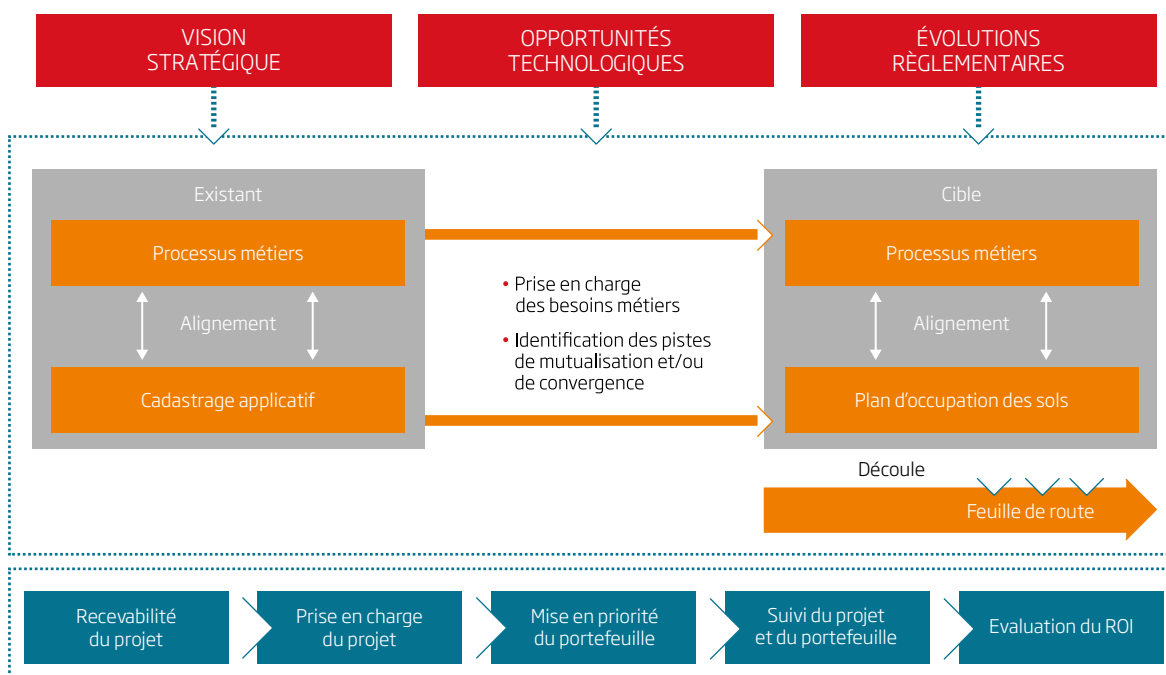 VISION
STRATÉGIQUE
OPPORTUNITÉS
TECHNOLOGIQUES
ÉVOLUTIONS
RÈGLEMENTAIRES
Existant
Processus métiers
Alignement
Cadastrage applicatif
• Prise en charge
des besoins métiers
• Identification des pistes
de mutualisation et/ou
de convergence
Cible
Processus métiers
Alignement
Plan d'occupation des sols
Découle
Feuille de route
Recevabilité
du projet
Prise en charge
du projet
Mise en priorité
du portefeuille
Suivi du projet
et du portefeuille
Evaluation du ROI